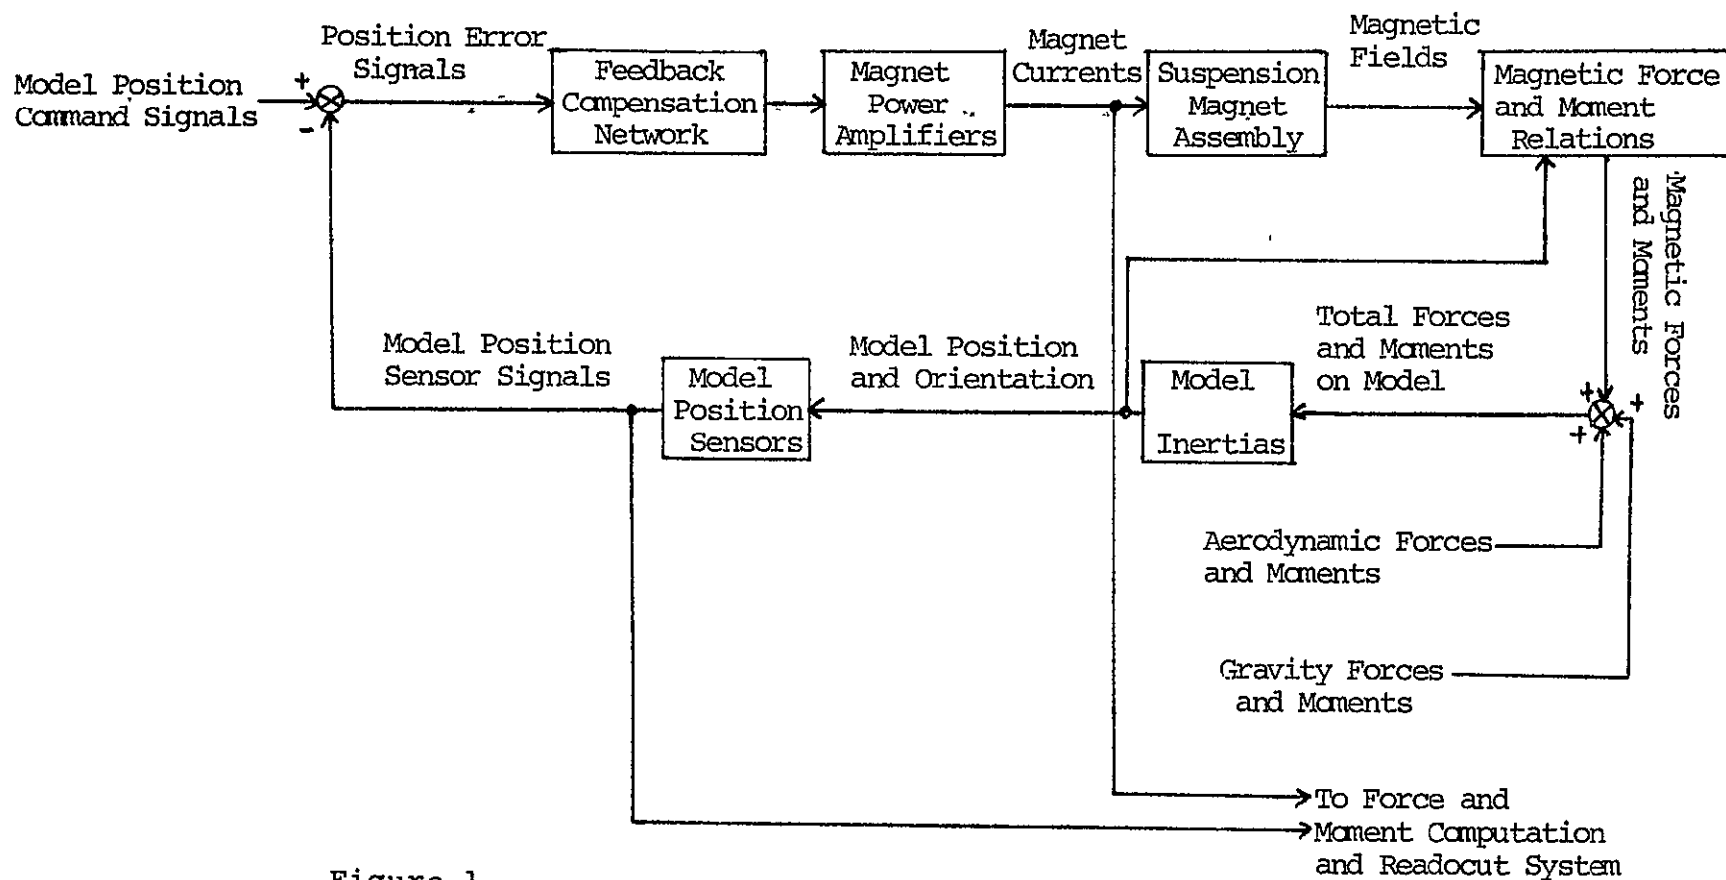 Model Position
Command Signals
+
-
Position Error
Signals
Feedback
Compensation
Network
Magnet
Power
Amplifiers
Magnet
Currents
Suspension
Magnet
Assembly
Magnetic
Fields
Magnetic Force
and Moment
Relations
Magnetic Forces
and Moments
Total Forces
and Moments
on Model
+
+
+
Model
Inertias
Model Position
and Orientation
Model
Position
Sensors
Model Position
Sensor Signals
Aerodynamic Forces
and Moments
Gravity Forces
and Moments
To Force and
Moment Computation
and Readocut System
Figure 1